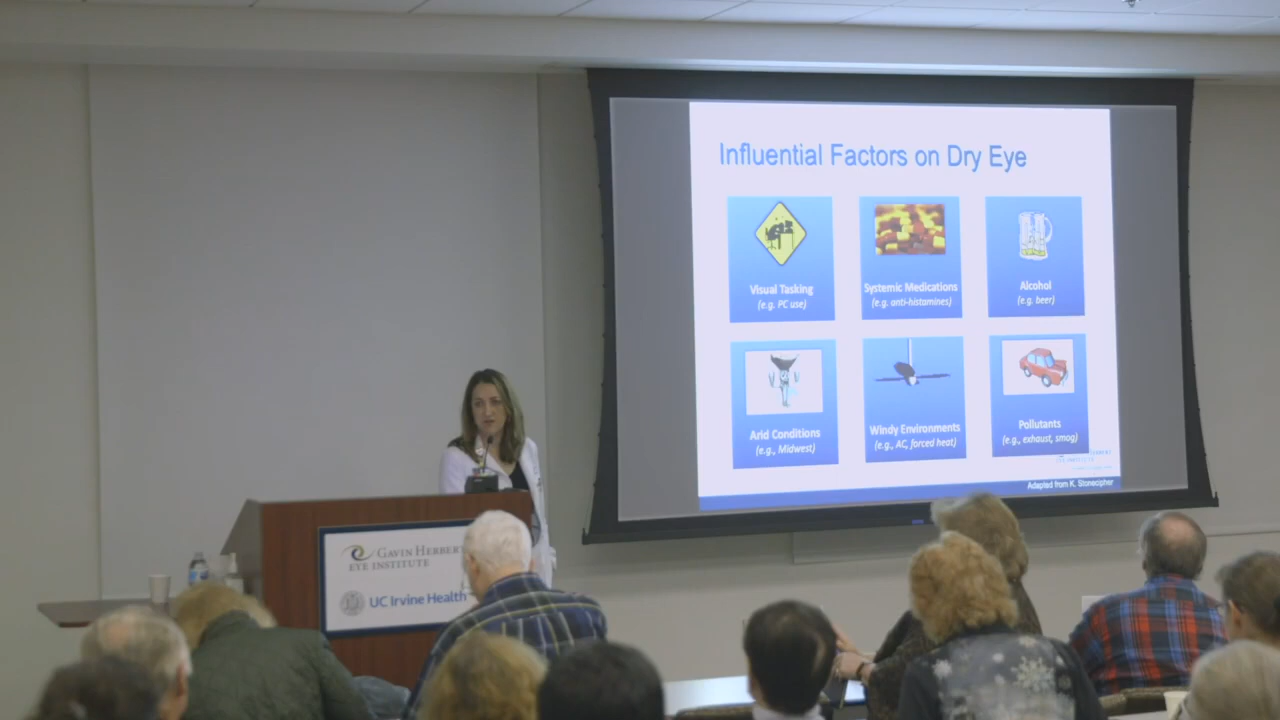 Influential Factors on Dry Eye
Visual Tasking
(e.g. PC use)
Systemic Medications
(e.g. anti-histamines)
Alcohol
(e.g. beer)
Arid Conditions
(e.g., Midwest)
Windy Environments
(e.g., AC, forced heat)
Pollutants
(e.g., exhaust, smog)
Adapted from K. Stonecipher
Gavin Herbert
Eye Institute
UC Irvine Health